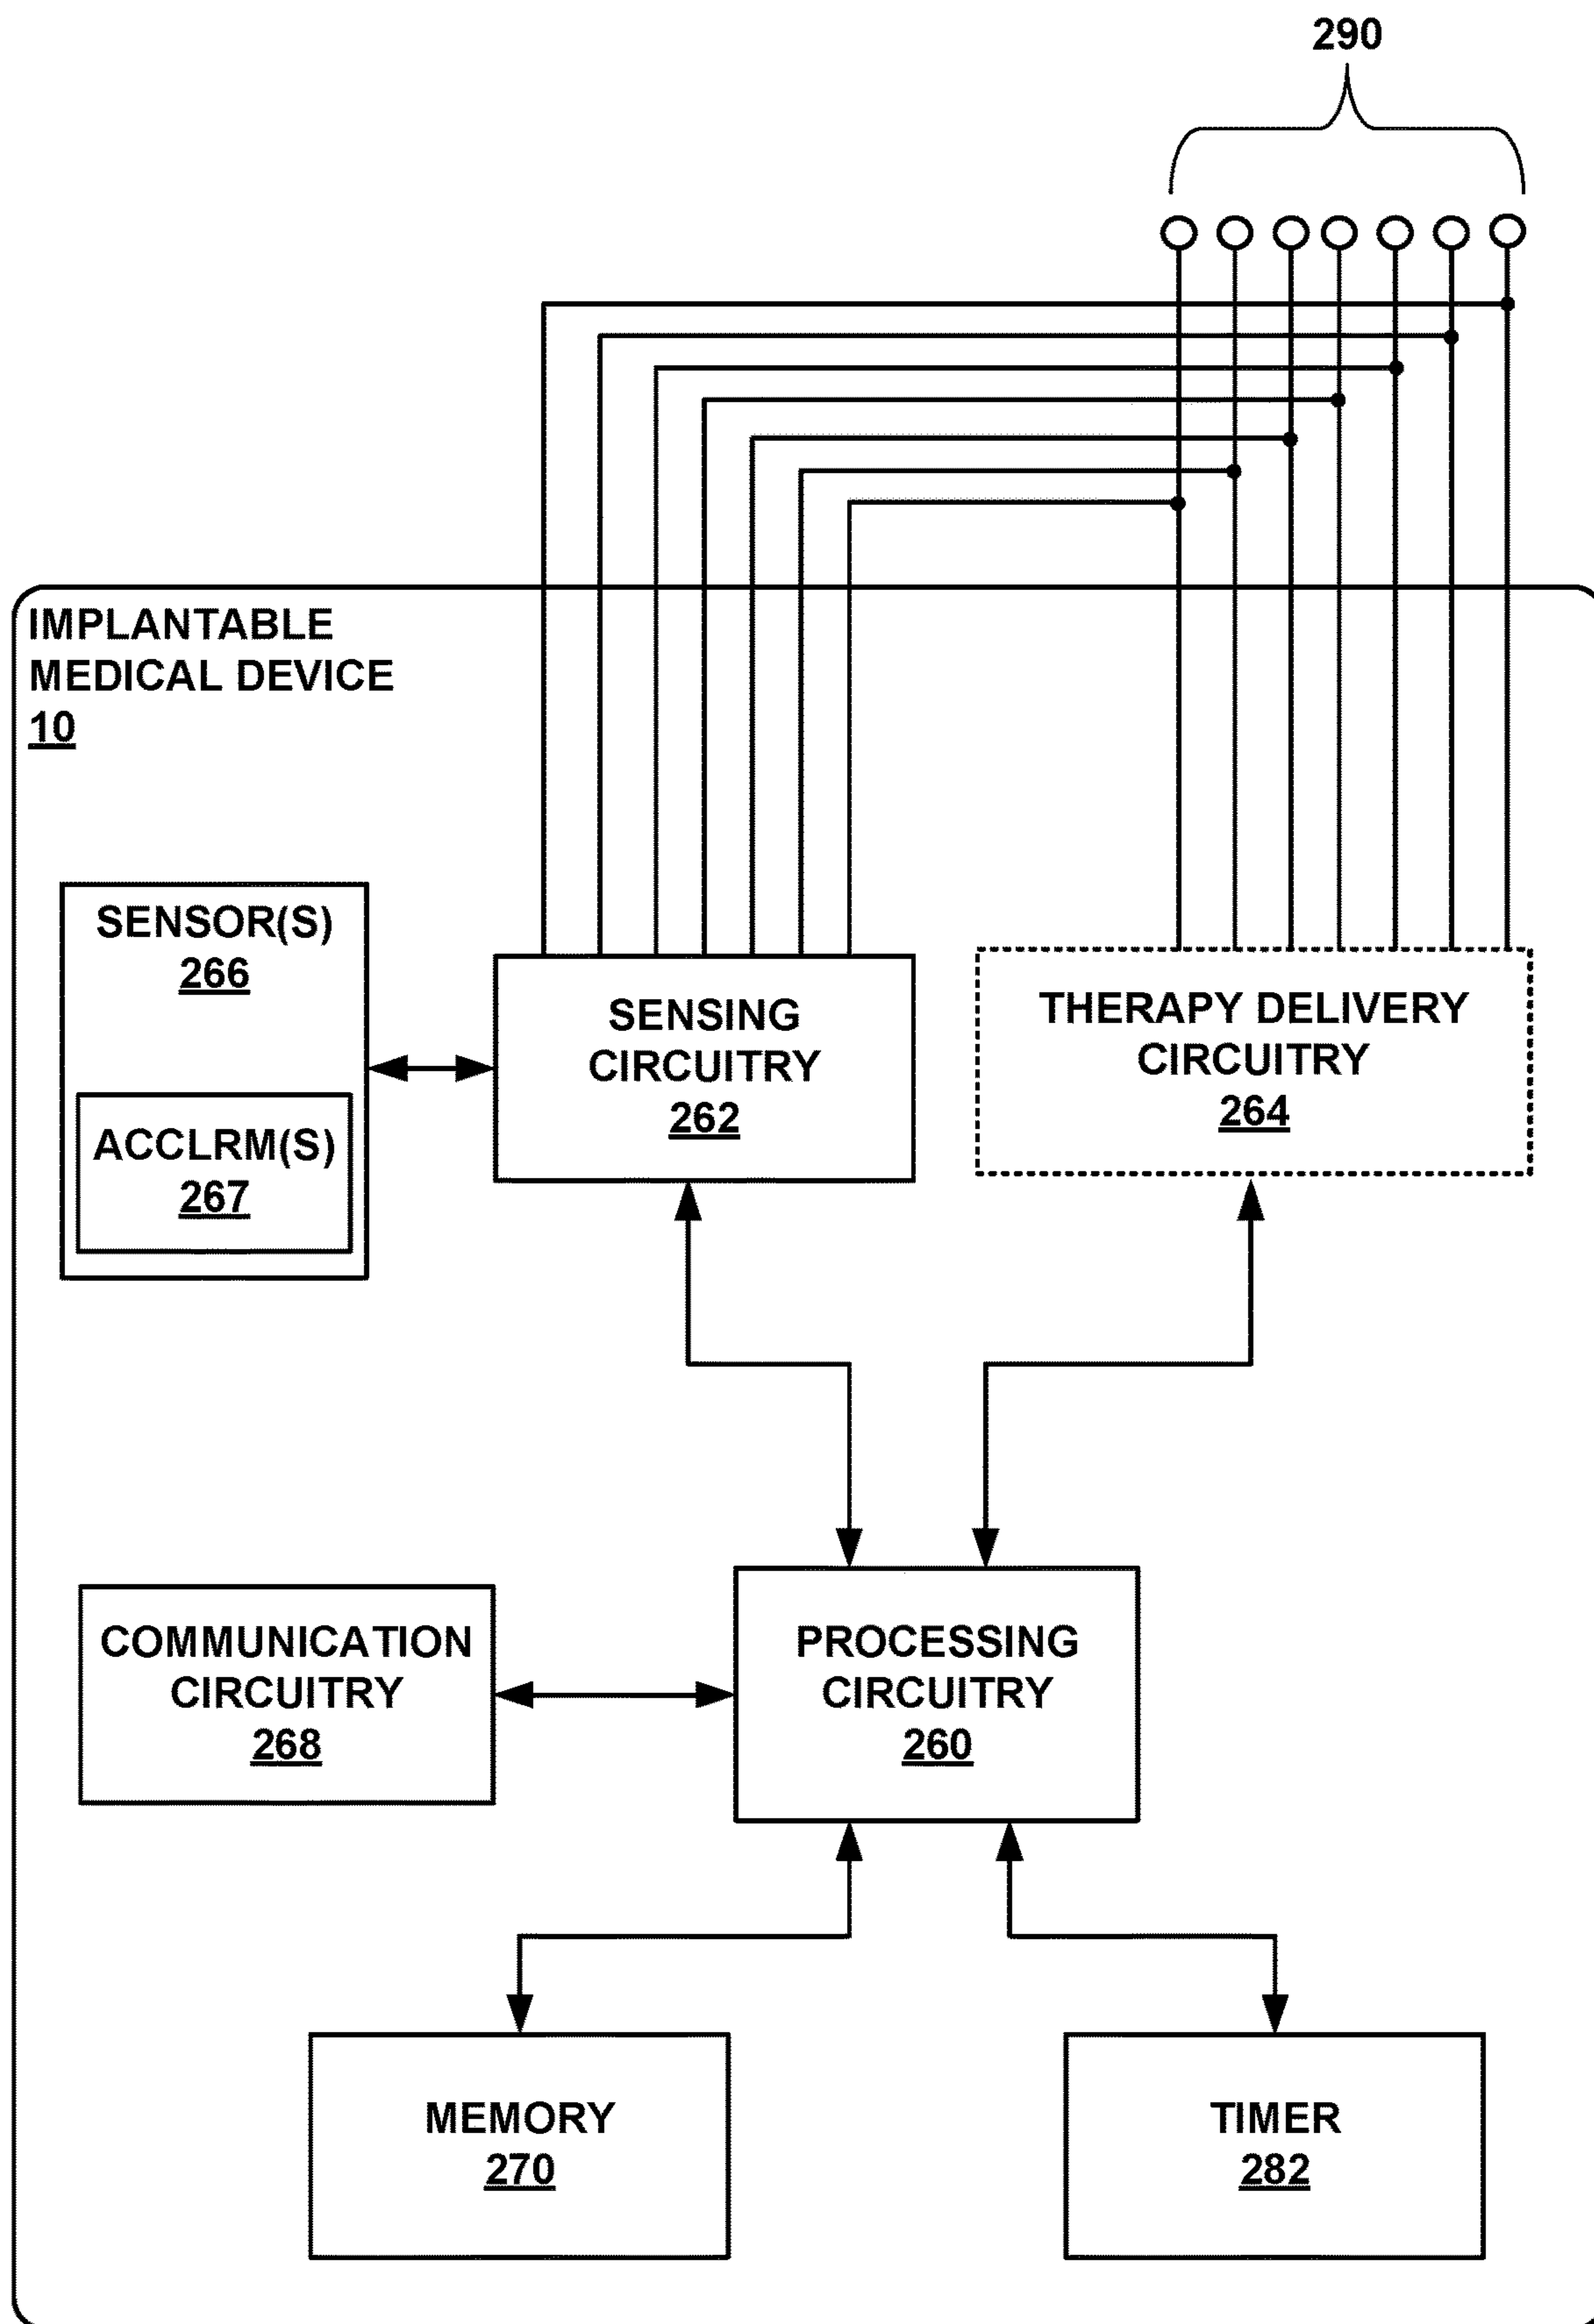 290
IMPLANTABLE
MEDICAL DEVICE
10
SENSOR(S)
266
ACCLRM(S)
267
SENSING
CIRCUITRY
262
THERAPY DELIVERY
CIRCUITRY
264
COMMUNICATION
CIRCUITRY
268
PROCESSING
CIRCUITRY
260
MEMORY
270
TIMER
282